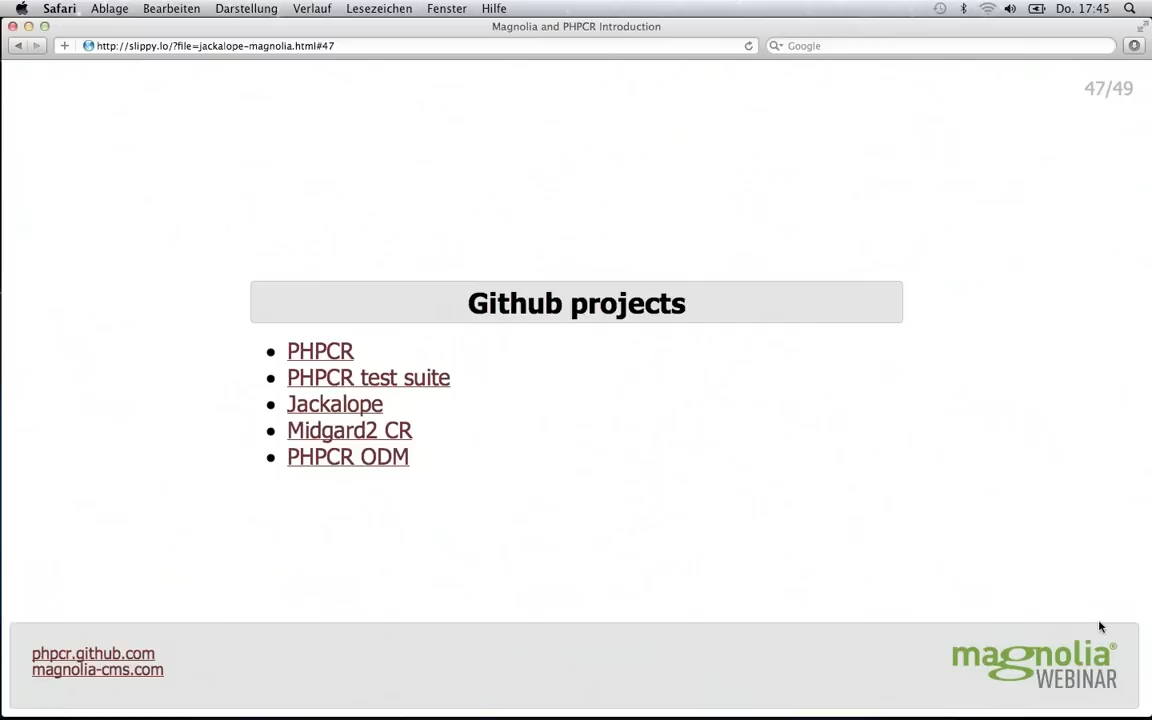 Safari Ablage Bearbeiten Darstellung Verlauf Lesezeichen Fenster Hilfe Do. 17:45
Magnolia and PHPCR Introduction
http://slippy.lo/?file=jackalope-magnolia.html#47 Google
47/49
Github projects
• PHPCR
• PHPCR test suite
• Jackalope
• Midgard2 CR
• PHPCR ODM
phpcr.github.com
magnolia-cms.com
magnolia®
WEBINAR